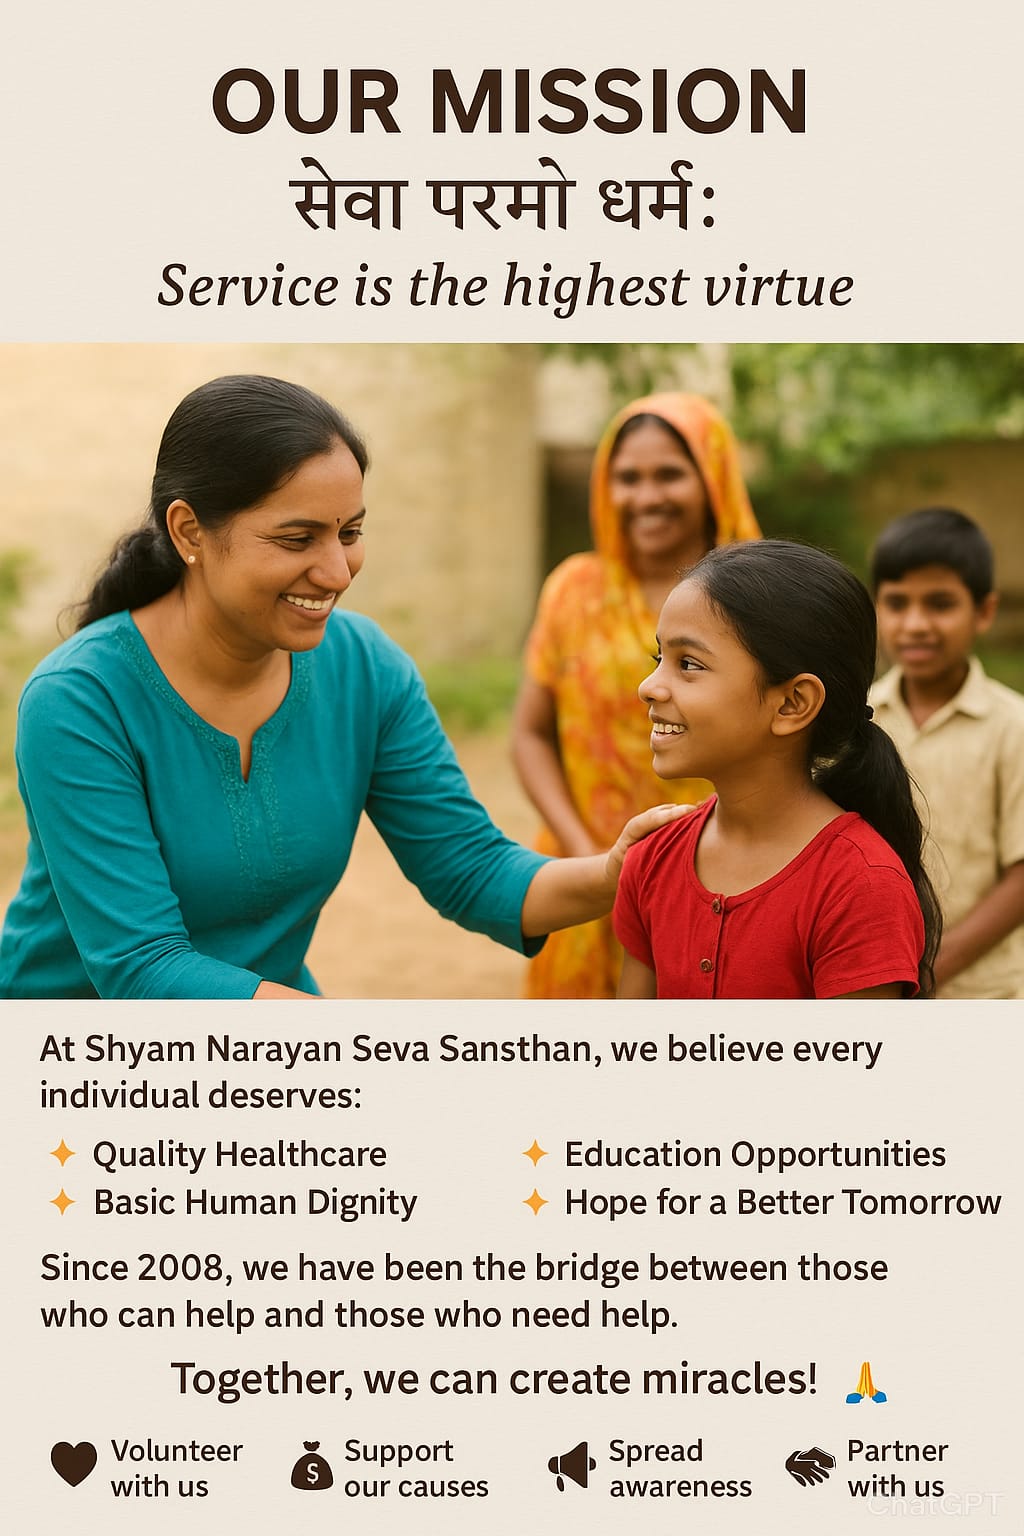 OUR MISSION
सेवा परमो धर्म:
Service is the highest virtue
At Shyam Narayan Seva Sansthan, we believe every
individual deserves:
✦ Quality Healthcare
✦ Education Opportunities
✦ Basic Human Dignity
✦ Hope for a Better Tomorrow
Since 2008, we have been the bridge between those
who can help and those who need help.
Together, we can create miracles! 🙏
Volunteer
with us
Support
our causes
Spread
awareness
Partner
with us
ChatGPT